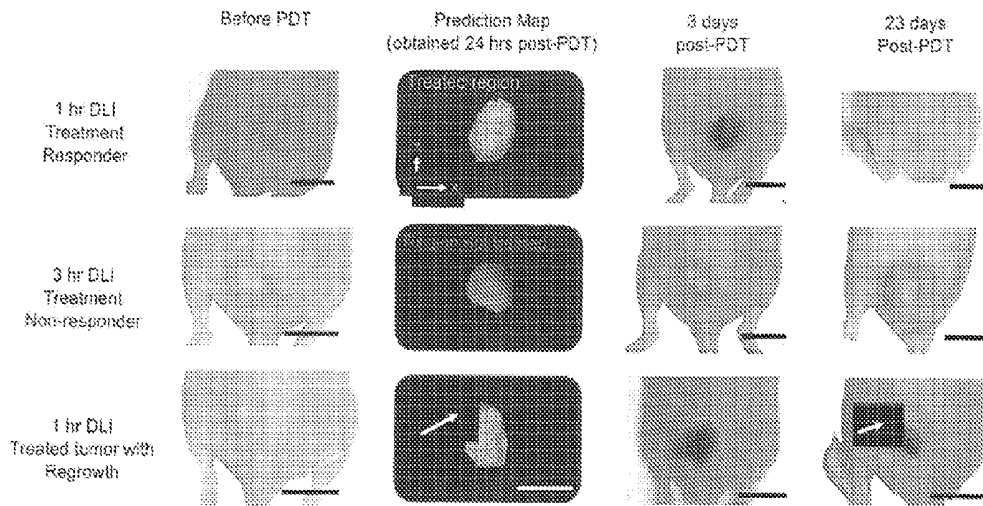 Before PDT
Prediction Map
(obtained 24 hrs post-PDT)
3 days
post-PDT
23 days
Post-PDT
1 hr DLI
Treatment
Responder
Treated region
3 hr DLI
Treatment
Non-responder
1 hr DLI
Treated tumor with
Regrowth